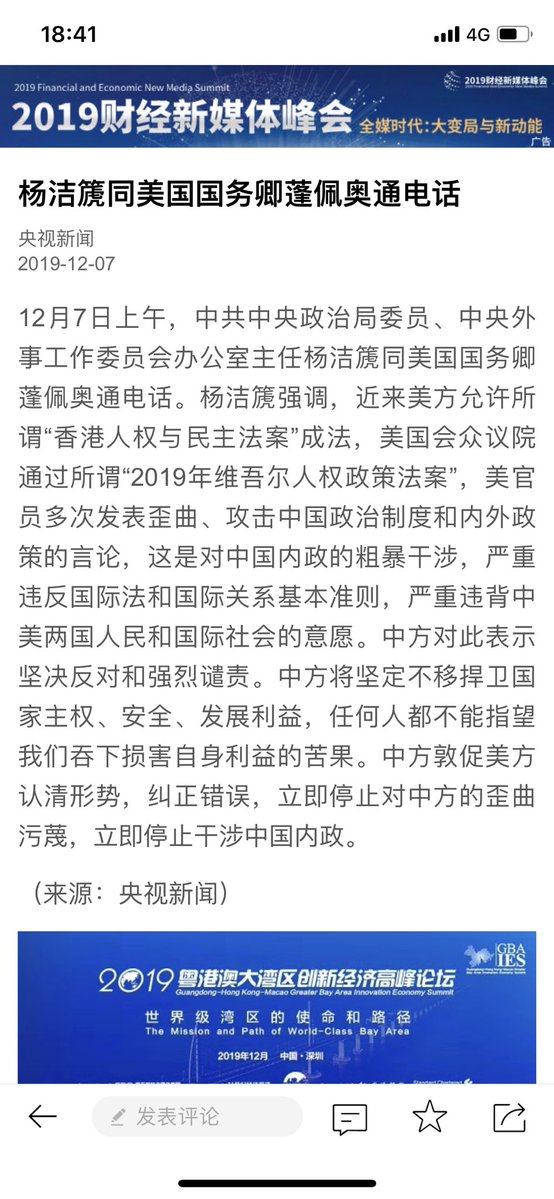 18:41
4G
2019 Financial and Economic New Media Summit
2019财经新媒体峰会
2019财经新媒体峰会
全媒时代:大变局与新动能
广告
杨洁篪同美国国务卿蓬佩奥通电话
央视新闻
2019-12-07
12月7日上午，中共中央政治局委员、中央外
事工作委员会办公室主任杨洁篪同美国国务卿
蓬佩奥通电话。杨洁篪强调，近来美方允许所
谓“香港人权与民主法案”成法，美国会众议院
通过所谓“2019年维吾尔人权政策法案”，美官
员多次发表歪曲、攻击中国政治制度和内外政
策的言论，这是对中国内政的粗暴干涉，严重
违反国际法和国际关系基本准则，严重违背中
美两国人民和国际社会的意愿。中方对此表示
坚决反对和强烈谴责。中方将坚定不移捍卫国
家主权、安全、发展利益，任何人都不能指望
我们吞下损害自身利益的苦果。中方敦促美方
认清形势，纠正错误，立即停止对中方的歪曲
污蔑，立即停止干涉中国内政。
（来源：央视新闻）
GBA
IES
2019粤港澳大湾区创新经济高峰论坛
Guangdong-Hong Kong-Macao Greater Bay Area Innovation Economy Summit
世界级湾区的使命和路径
The Mission and Path of World-Class Bay Area
2019年12月 中国·深圳
Standard Chartered
发表评论